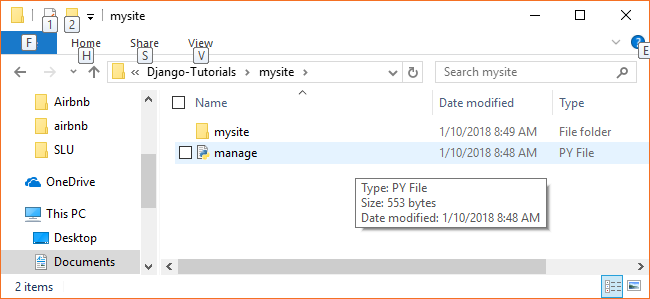 mysite
1 2
F Home Share View
H S V E
« Django-Tutorials › mysite › Search mysite
Airbnb
airbnb
SLU
OneDrive
This PC
Desktop
Documents
Name Date modified Type
mysite 1/10/2018 8:49 AM File folder
manage 1/10/2018 8:48 AM PY File
Type: PY File
Size: 553 bytes
Date modified: 1/10/2018 8:48 AM
2 items